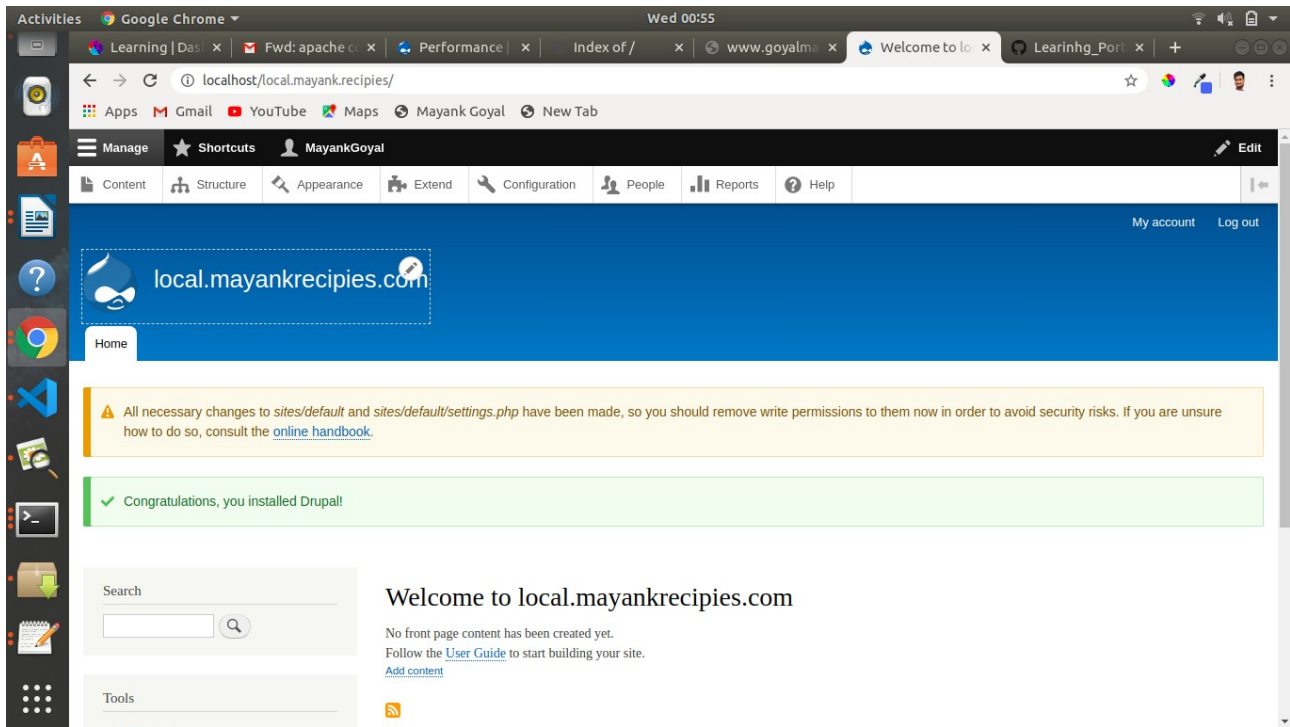 Activities Google Chrome Wed 00:55
Learning | Das Fwd: apache c Performance | Index of / www.goyalma Welcome to lo Learinhg_Port
localhost/local.mayank.recipies/
Apps Gmail YouTube Maps Mayank Goyal New Tab
Manage Shortcuts MayankGoyal Edit
Content Structure Appearance Extend Configuration People Reports Help
My account Log out
local.mayankrecipies.com
Home
All necessary changes to sites/default and sites/default/settings.php have been made, so you should remove write permissions to them now in order to avoid security risks. If you are unsure
how to do so, consult the online handbook.
Congratulations, you installed Drupal!
Search
Welcome to local.mayankrecipies.com
No front page content has been created yet.
Follow the User Guide to start building your site.
Add content
Tools